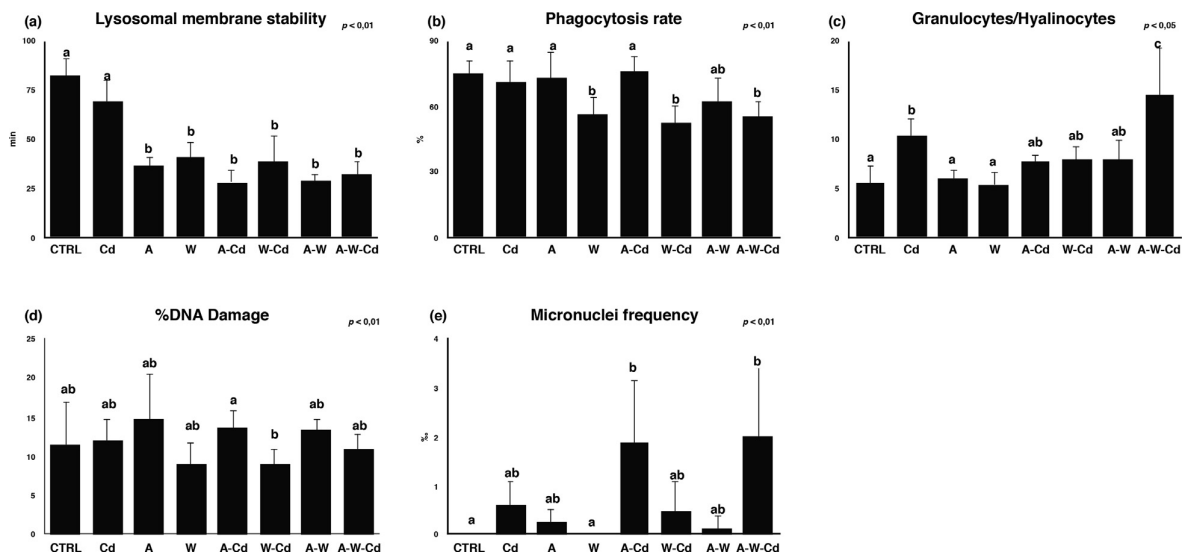 (a) Lysosomal membrane stability p < 0,01
100
75
50
25
0
min
a a b b b b b b
CTRL Cd A W A-Cd W-Cd A-W A-W-Cd
(b) Phagocytosis rate p < 0,01
90
60
30
0
%
a a a b a b ab b
CTRL Cd A W A-Cd W-Cd A-W A-W-Cd
(c) Granulocytes/Hyalinocytes p < 0,05
20
15
10
5
0
a b a a ab ab ab c
CTRL Cd A W A-Cd W-Cd A-W A-W-Cd
(d) %DNA Damage p < 0,01
25
20
15
10
5
0
ab ab ab ab a b ab ab
CTRL Cd A W A-Cd W-Cd A-W A-W-Cd
(e) Micronuclei frequency p < 0,01
4
3
2
1
0
‰
a ab ab a b ab ab b
CTRL Cd A W A-Cd W-Cd A-W A-W-Cd